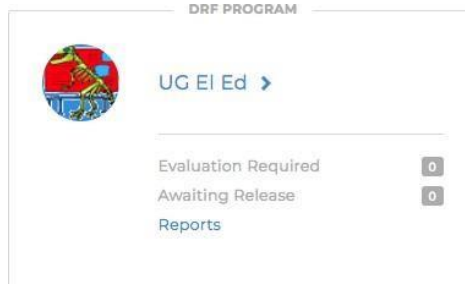 DRF PROGRAM
UG El Ed
Evaluation Required 0
Awaiting Release 0
Reports